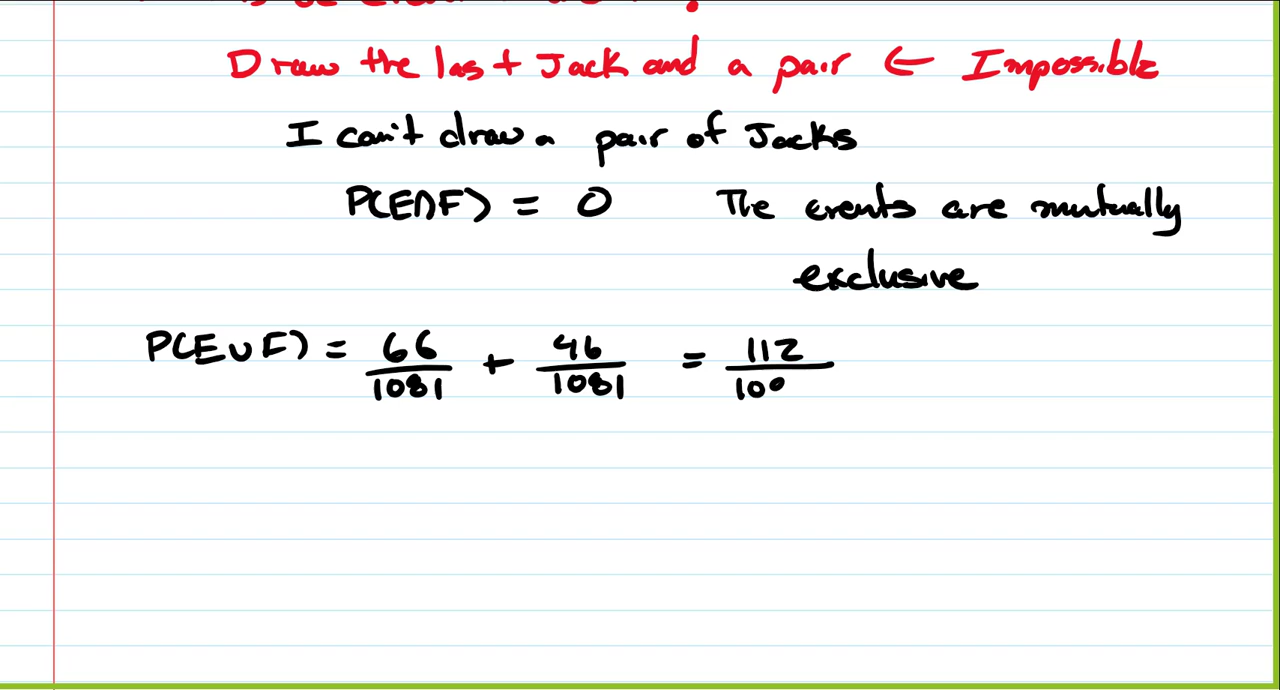 Draw the last Jack and a pair ← Impossible
I can't draw a pair of Jacks
P(E∩F) = 0 The events are mutually
exclusive
P(E∪F) = 66/1081 + 46/1081 = 112/108